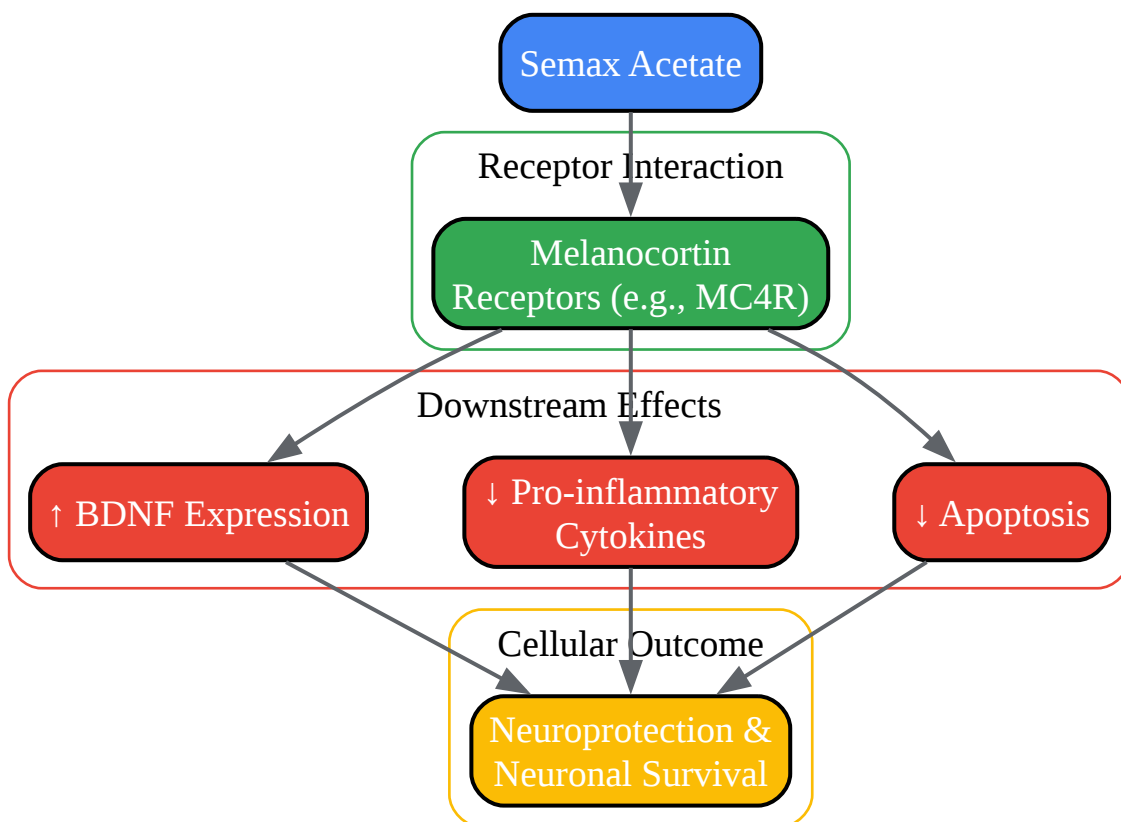 Semax Acetate
Receptor Interaction
Melanocortin
Receptors (e.g., MC4R)
Downstream Effects
↑ BDNF Expression
↓ Pro-inflammatory
Cytokines
↓ Apoptosis
Cellular Outcome
Neuroprotection &
Neuronal Survival